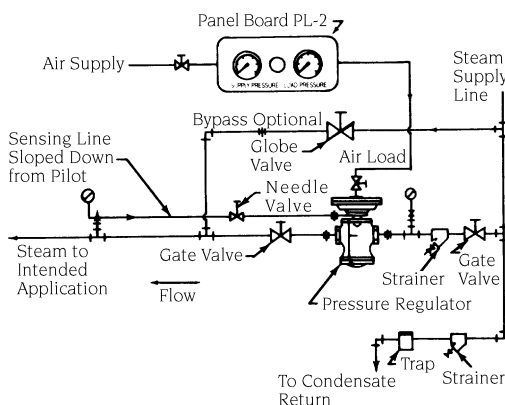 Panel Board PL-2
Air Supply
SUPPLY PRESSURE
LOAD PRESSURE
Steam
Supply
Line
Bypass Optional
Globe
Valve
Air Load
Sensing Line
Sloped Down
from Pilot
Needle
Valve
Steam to
Intended
Application
Gate Valve
Flow
Pressure Regulator
Strainer
Gate
Valve
Trap
Strainer
To Condensate
Return